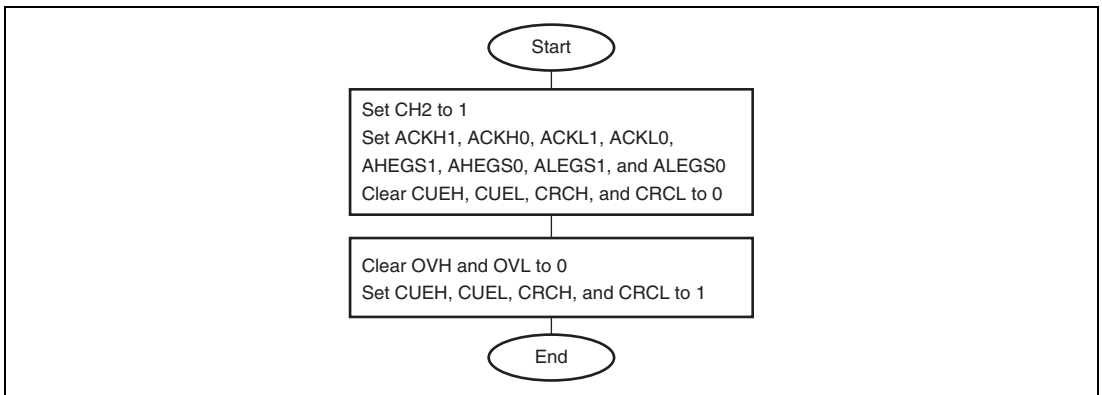 Start
Set CH2 to 1
Set ACKH1, ACKH0, ACKL1, ACKL0,
AHEGS1, AHEGS0, ALEGS1, and ALEGS0
Clear CUEH, CUEL, CRCH, and CRCL to 0
Clear OVH and OVL to 0
Set CUEH, CUEL, CRCH, and CRCL to 1
End